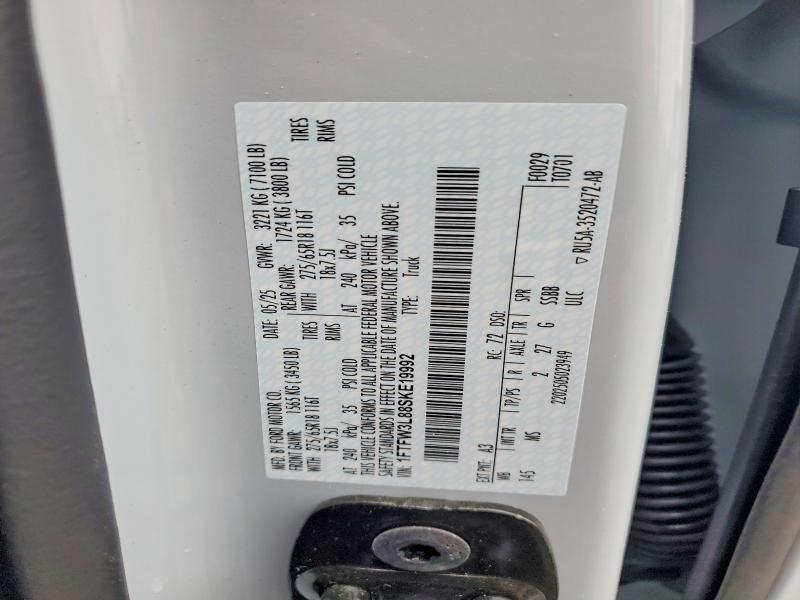 MFD. BY FORD MOTOR CO.
DATE: 05/25 GVWR: 3221 KG (7100 LB)
FRONT GAWR: 1565 KG (3450 LB) REAR GAWR: 1724 KG (3800 LB)
WITH 275/65R18 116T TIRES WITH 275/65R18 116T TIRES
18x7.5J RIMS 18x7.5J RIMS
AT 240 kPa/ 35 PSI COLD AT 240 kPa/ 35 PSI COLD
THIS VEHICLE CONFORMS TO ALL APPLICABLE FEDERAL MOTOR VEHICLE
SAFETY STANDARDS IN EFFECT ON THE DATE OF MANUFACTURE SHOWN ABOVE.
VIN: 1FTFW3L88SKE19992 TYPE: Truck
F0029
T0701
EXT PNT: A3 RC: 72 DSO:
WB INT TR TP/PS R AXLE TR SPR
145 MS 2 27 G SSBB
2202505023949 ULC
▽ RU5A-3520472-AB